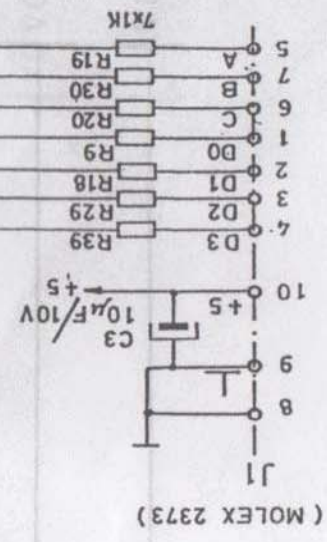 ( MOLEX 2373 )
J1
8
9
C3
10 +5 10µF/10V
+5
4 D3 R39
3 D2 R29
2 D1 R18
1 D0 R9
6 C R20
7 B R30
5 A R19
7x1K